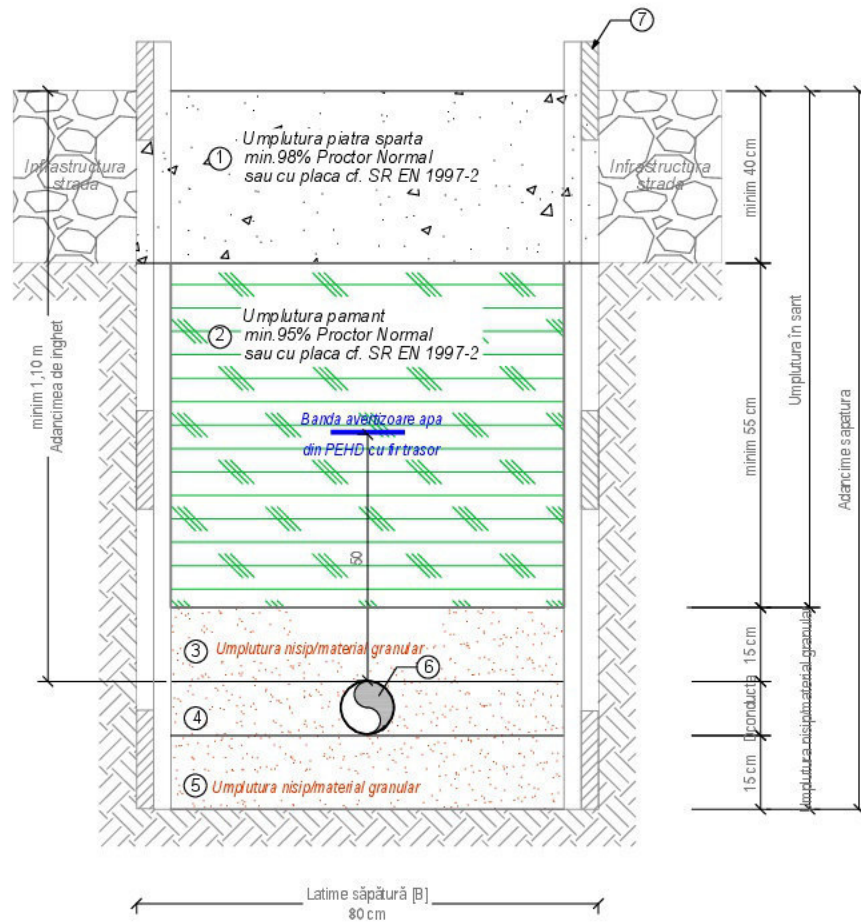 7
1
Umplutura piatra sparta
min.98% Proctor Normal
sau cu placa cf. SR EN 1997-2
Infrastructura
strada
Infrastructura
strada
minim 40 cm
2
Umplutura pamant
min.95% Proctor Normal
sau cu placa cf. SR EN 1997-2
minim 1,10 m
Adancimea de inghet
Banda avertizoare apa
din PEHD cu fir trasor
50
minim 55 cm
Umplutura în sant
Adancime sapatura
3
Umplutura nisip/material granular
6
4
5
Umplutura nisip/material granular
15 cm
Dconducta
15 cm
Umplutura nisip/material granular
Latime săpătură [B]
80 cm